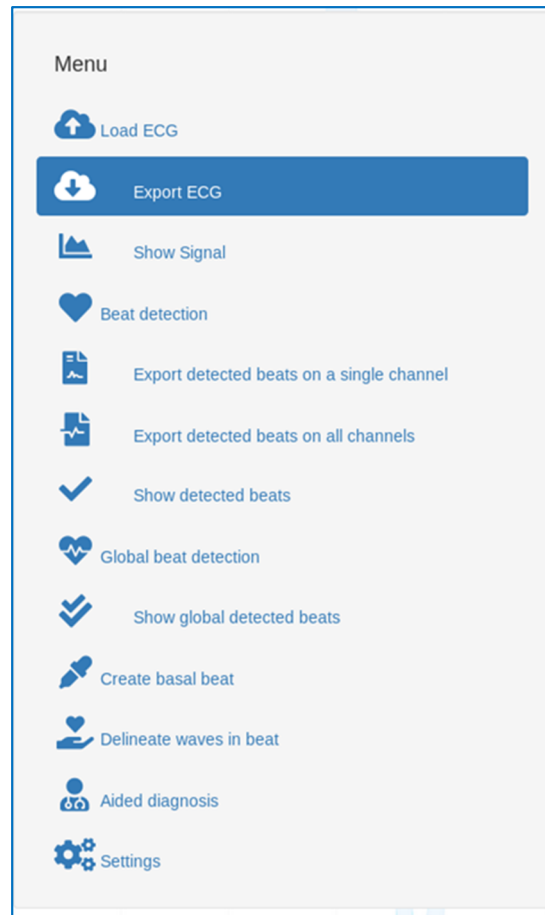 Menu
Load ECG
Export ECG
Show Signal
Beat detection
Export detected beats on a single channel
Export detected beats on all channels
Show detected beats
Global beat detection
Show global detected beats
Create basal beat
Delineate waves in beat
Aided diagnosis
Settings